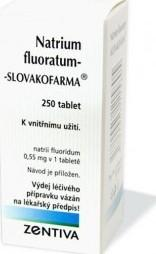 Natrium
fluoratum-
-SLOVAKOFARMA®
250 tablet
K vnitřnímu užití.
natrii fluoridum
0,55 mg v 1 tabletě
Návod je přiložen.
Výdej léčivého
přípravku vázán
na lékařský předpis!
ZENTIVA